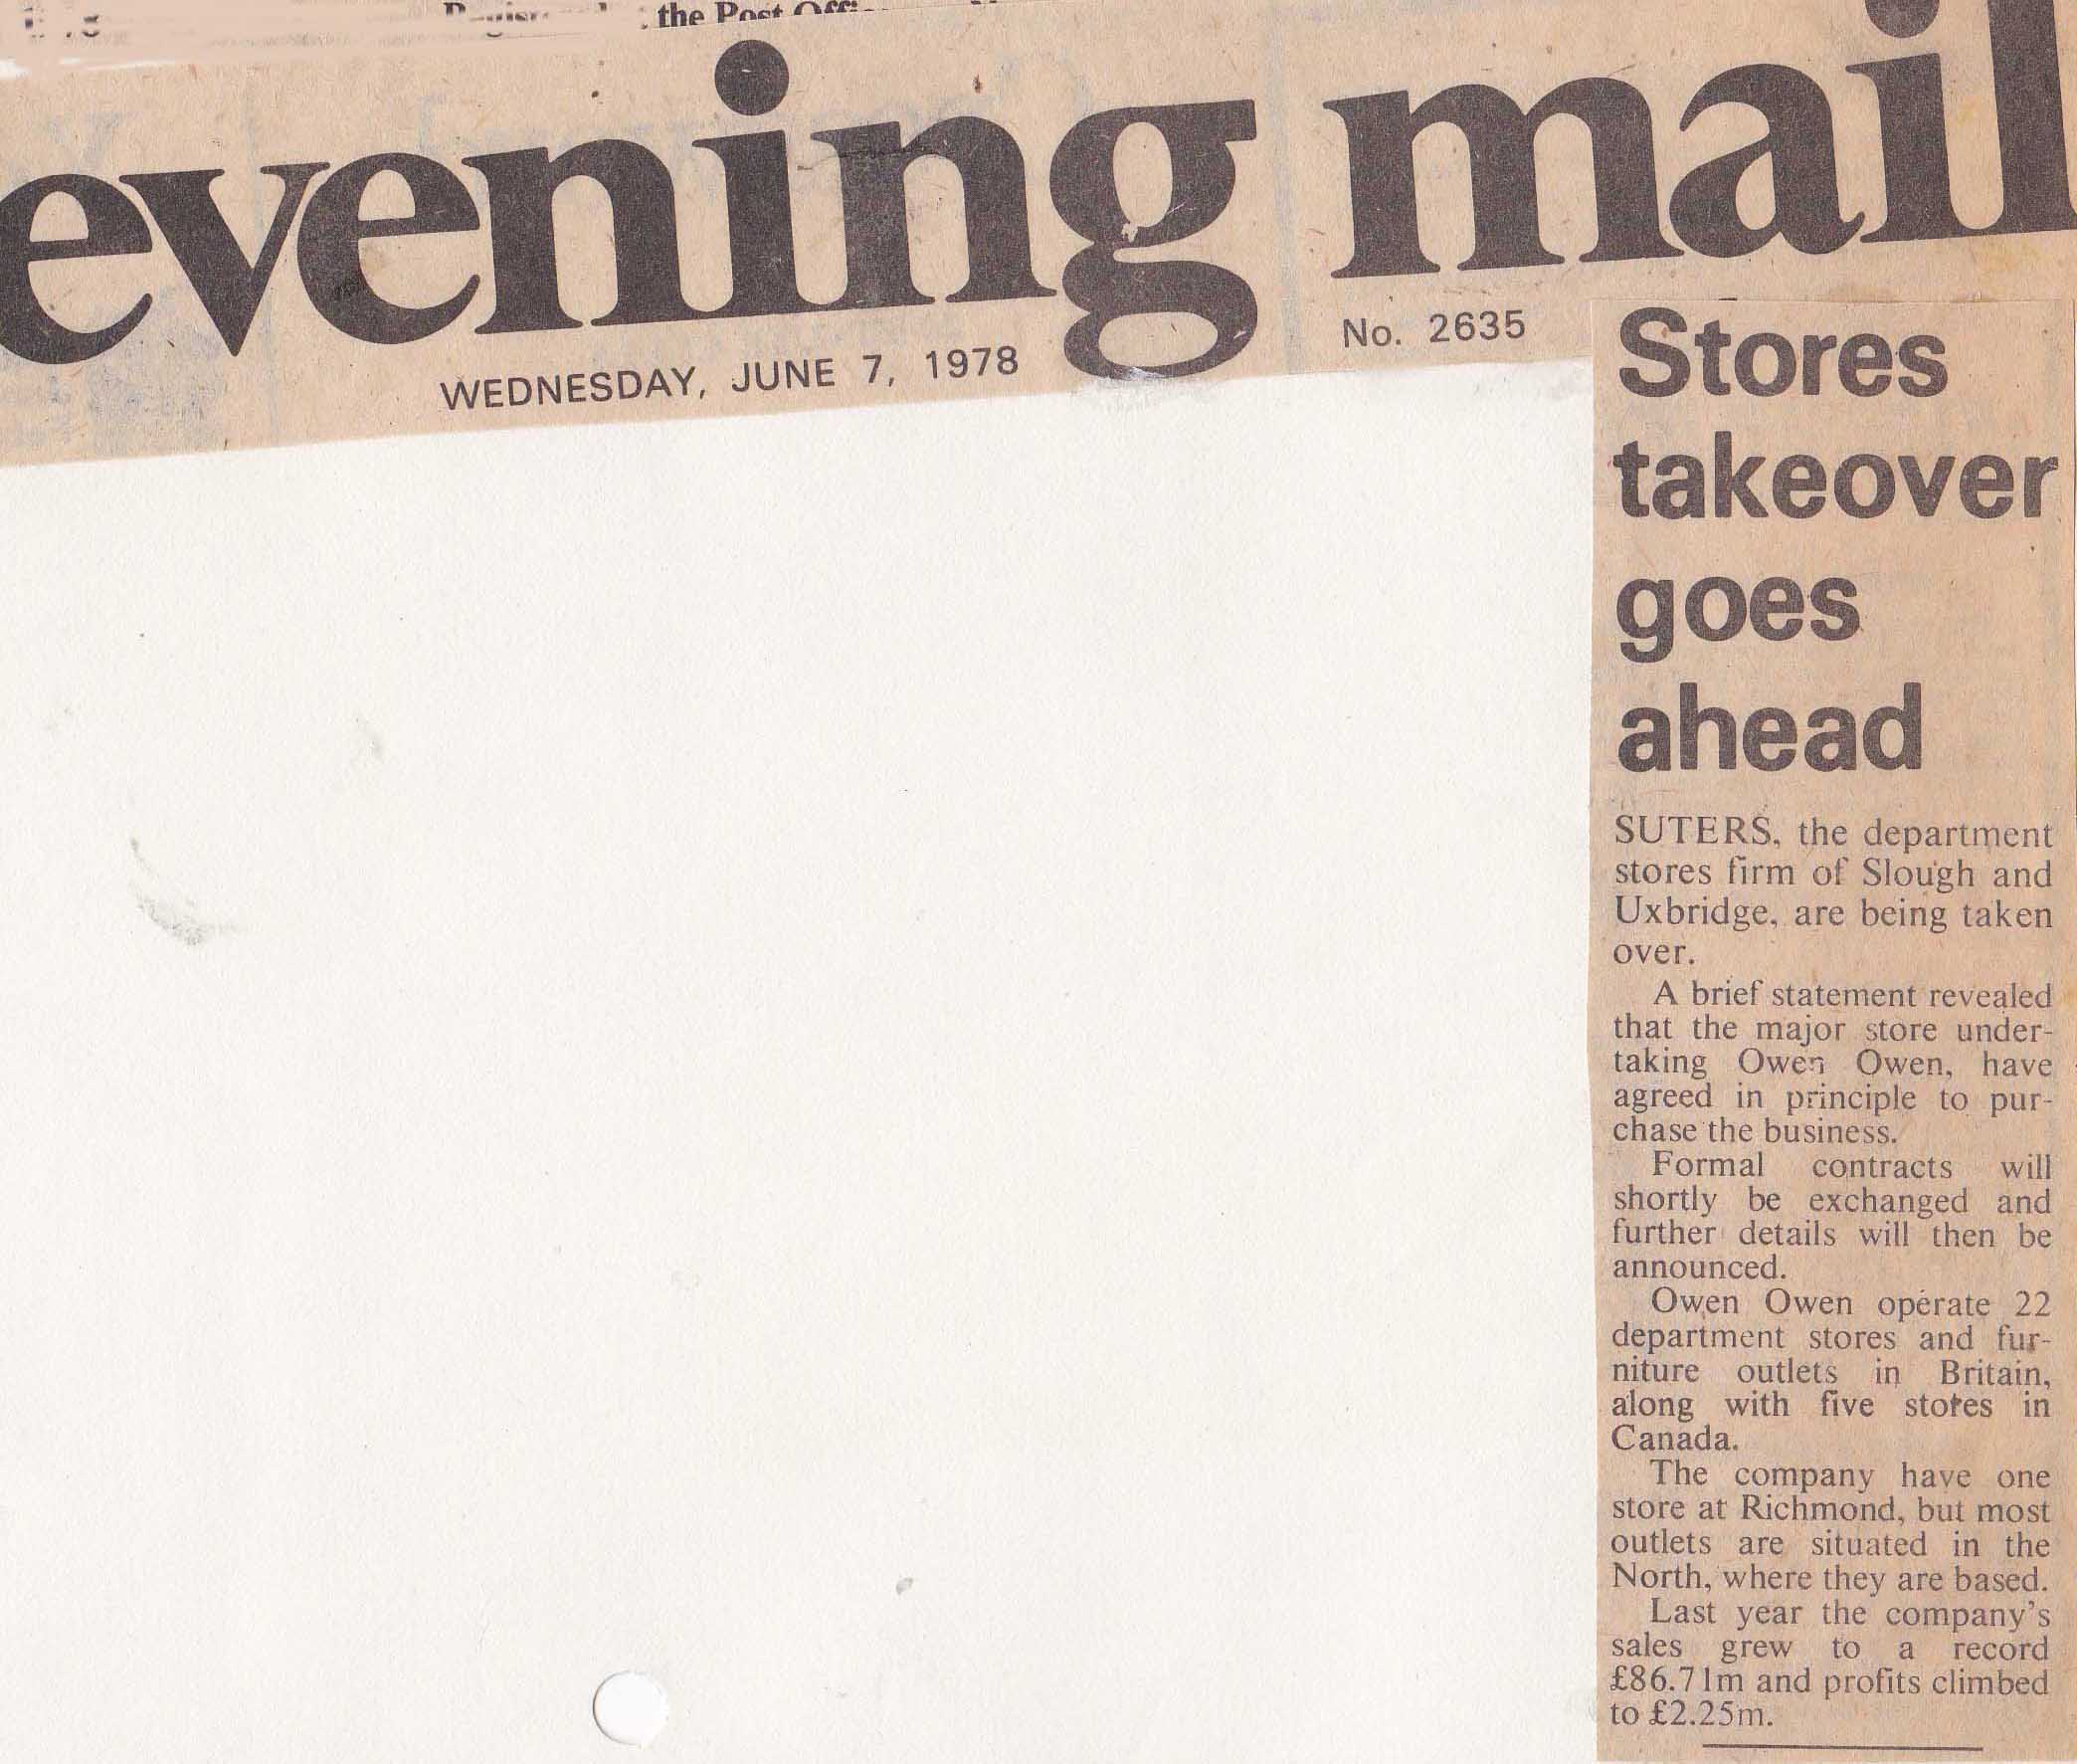 the Post
evening mail
WEDNESDAY, JUNE 7, 1978
No. 2635
Stores
takeover
goes
ahead
SUTERS, the department
stores firm of Slough and
Uxbridge, are being taken
over.
A brief statement revealed
that the major store under-
taking Owen Owen, have
agreed in principle to pur-
chase the business.
Formal contracts will
shortly be exchanged and
further details will then be
announced.
Owen Owen operate 22
department stores and fur-
niture outlets in Britain,
along with five stores in
Canada.
The company have one
store at Richmond, but most
outlets are situated in the
North, where they are based.
Last year the company's
sales grew to a record
£86.71m and profits climbed
to £2.25m.